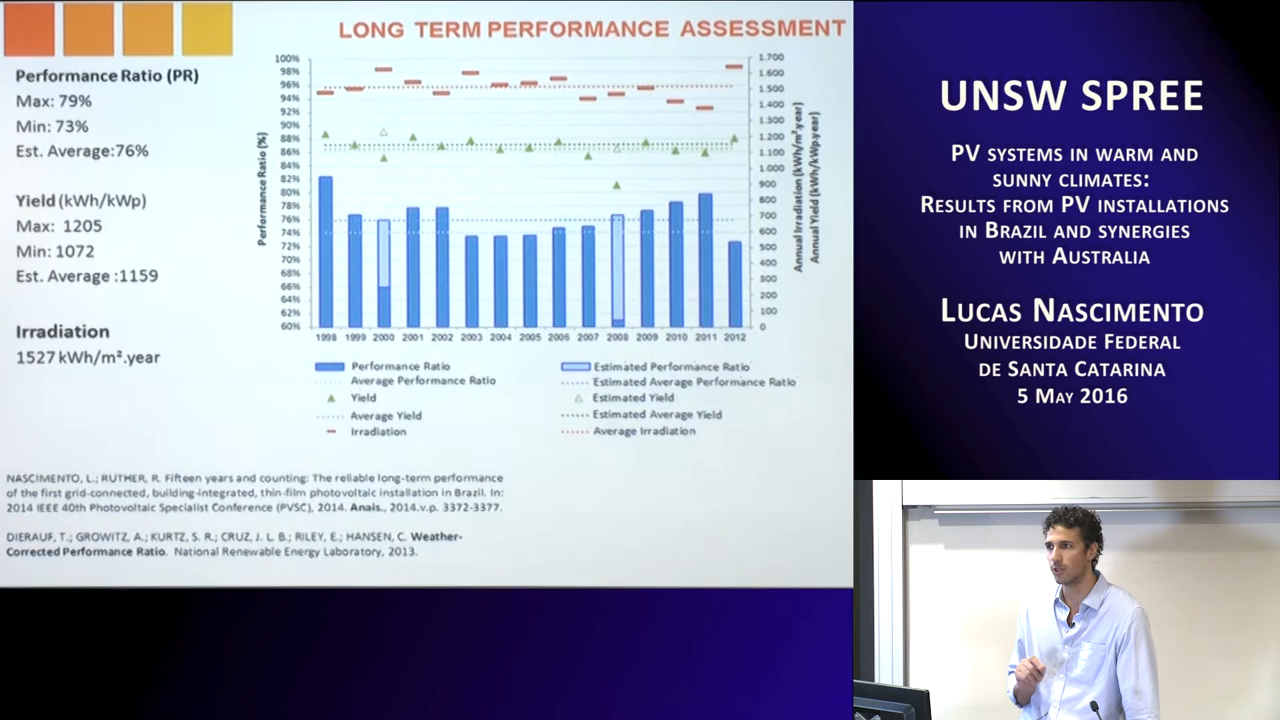 LONG TERM PERFORMANCE ASSESSMENT
Performance Ratio (PR)
Max: 79%
Min: 73%
Est. Average:76%
Yield (kWh/kWp)
Max: 1205
Min: 1072
Est. Average :1159
Irradiation
1527 kWh/m².year
Performance Ratio (%)
100%
98%
96%
94%
92%
90%
88%
86%
84%
82%
80%
78%
76%
74%
72%
70%
68%
66%
64%
62%
60%
1.700
1.600
1.500
1.400
1.300
1.200
1.100
1.000
900
800
700
600
500
400
300
200
100
0
Annual Irradiation (kWh/m².year)
Annual Yield (kWh/kWp.year)
1998 1999 2000 2001 2002 2003 2004 2005 2006 2007 2008 2009 2010 2011 2012
Performance Ratio
Estimated Performance Ratio
Average Performance Ratio
Estimated Average Performance Ratio
Yield
Estimated Yield
Average Yield
Estimated Average Yield
Irradiation
Average Irradiation
NASCIMENTO, L.; RUTHER, R. Fifteen years and counting: The reliable long-term performance
of the first grid-connected, building-integrated, thin-film photovoltaic installation in Brazil. In:
2014 IEEE 40th Photovoltaic Specialist Conference (PVSC), 2014. Anais., 2014.v.p. 3372-3377.
DIERAUF, T.; GROWITZ, A.; KURTZ, S. R.; CRUZ, J. L. B.; RILEY, E.; HANSEN, C. Weather-
Corrected Performance Ratio. National Renewable Energy Laboratory, 2013.
UNSW SPREE
PV SYSTEMS IN WARM AND
SUNNY CLIMATES:
RESULTS FROM PV INSTALLATIONS
IN BRAZIL AND SYNERGIES
WITH AUSTRALIA
LUCAS NASCIMENTO
UNIVERSIDADE FEDERAL
DE SANTA CATARINA
5 MAY 2016